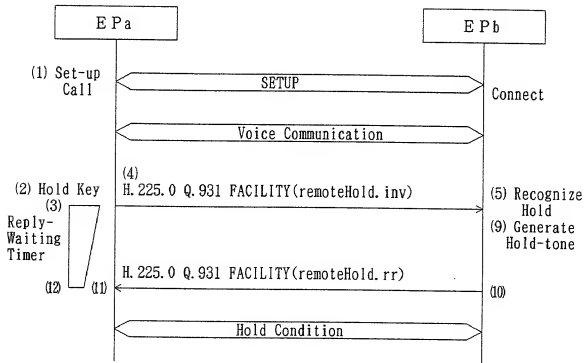 EPa
EPb
(1) Set-up
Call
SETUP
Connect
Voice Communication
(4)
(2) Hold Key
H.225.0 Q.931 FACILITY(remoteHold.inv)
(5) Recognize
Hold
(3)
Reply-
Waiting
Timer
(9) Generate
Hold-tone
H.225.0 Q.931 FACILITY(remoteHold.rr)
(12)
(11)
(10)
Hold Condition